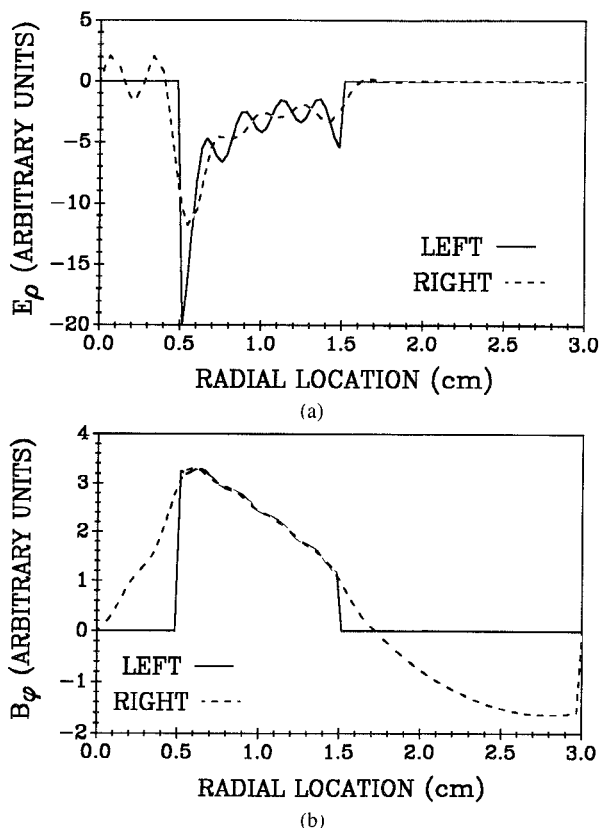 5
0
-5
-10
-15
-20
E_ρ (ARBITRARY UNITS)
LEFT
RIGHT
0.0 0.5 1.0 1.5 2.0 2.5 3.0
RADIAL LOCATION (cm)
(a)
4
3
2
1
0
-1
-2
B_φ (ARBITRARY UNITS)
LEFT
RIGHT
0.0 0.5 1.0 1.5 2.0 2.5 3.0
RADIAL LOCATION (cm)
(b)